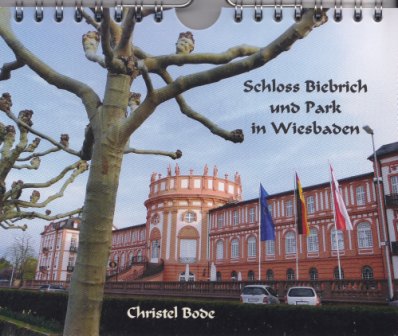 Schloss Biebrich
und Park
in Wiesbaden
Christel Bode